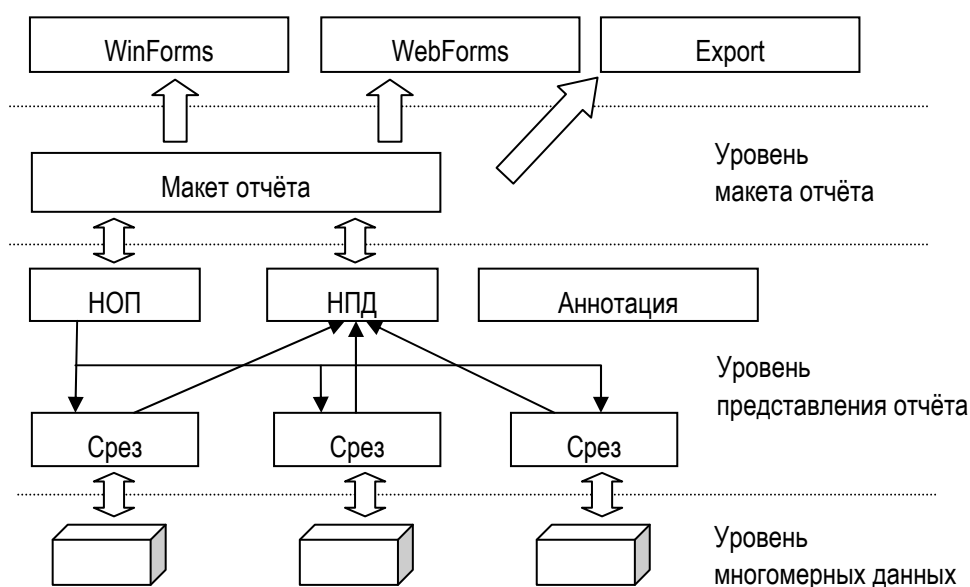 WinForms
WebForms
Export
Уровень
макета отчёта
Макет отчёта
НОП
НПД
Аннотация
Уровень
представления отчёта
Срез
Срез
Срез
Уровень
многомерных данных